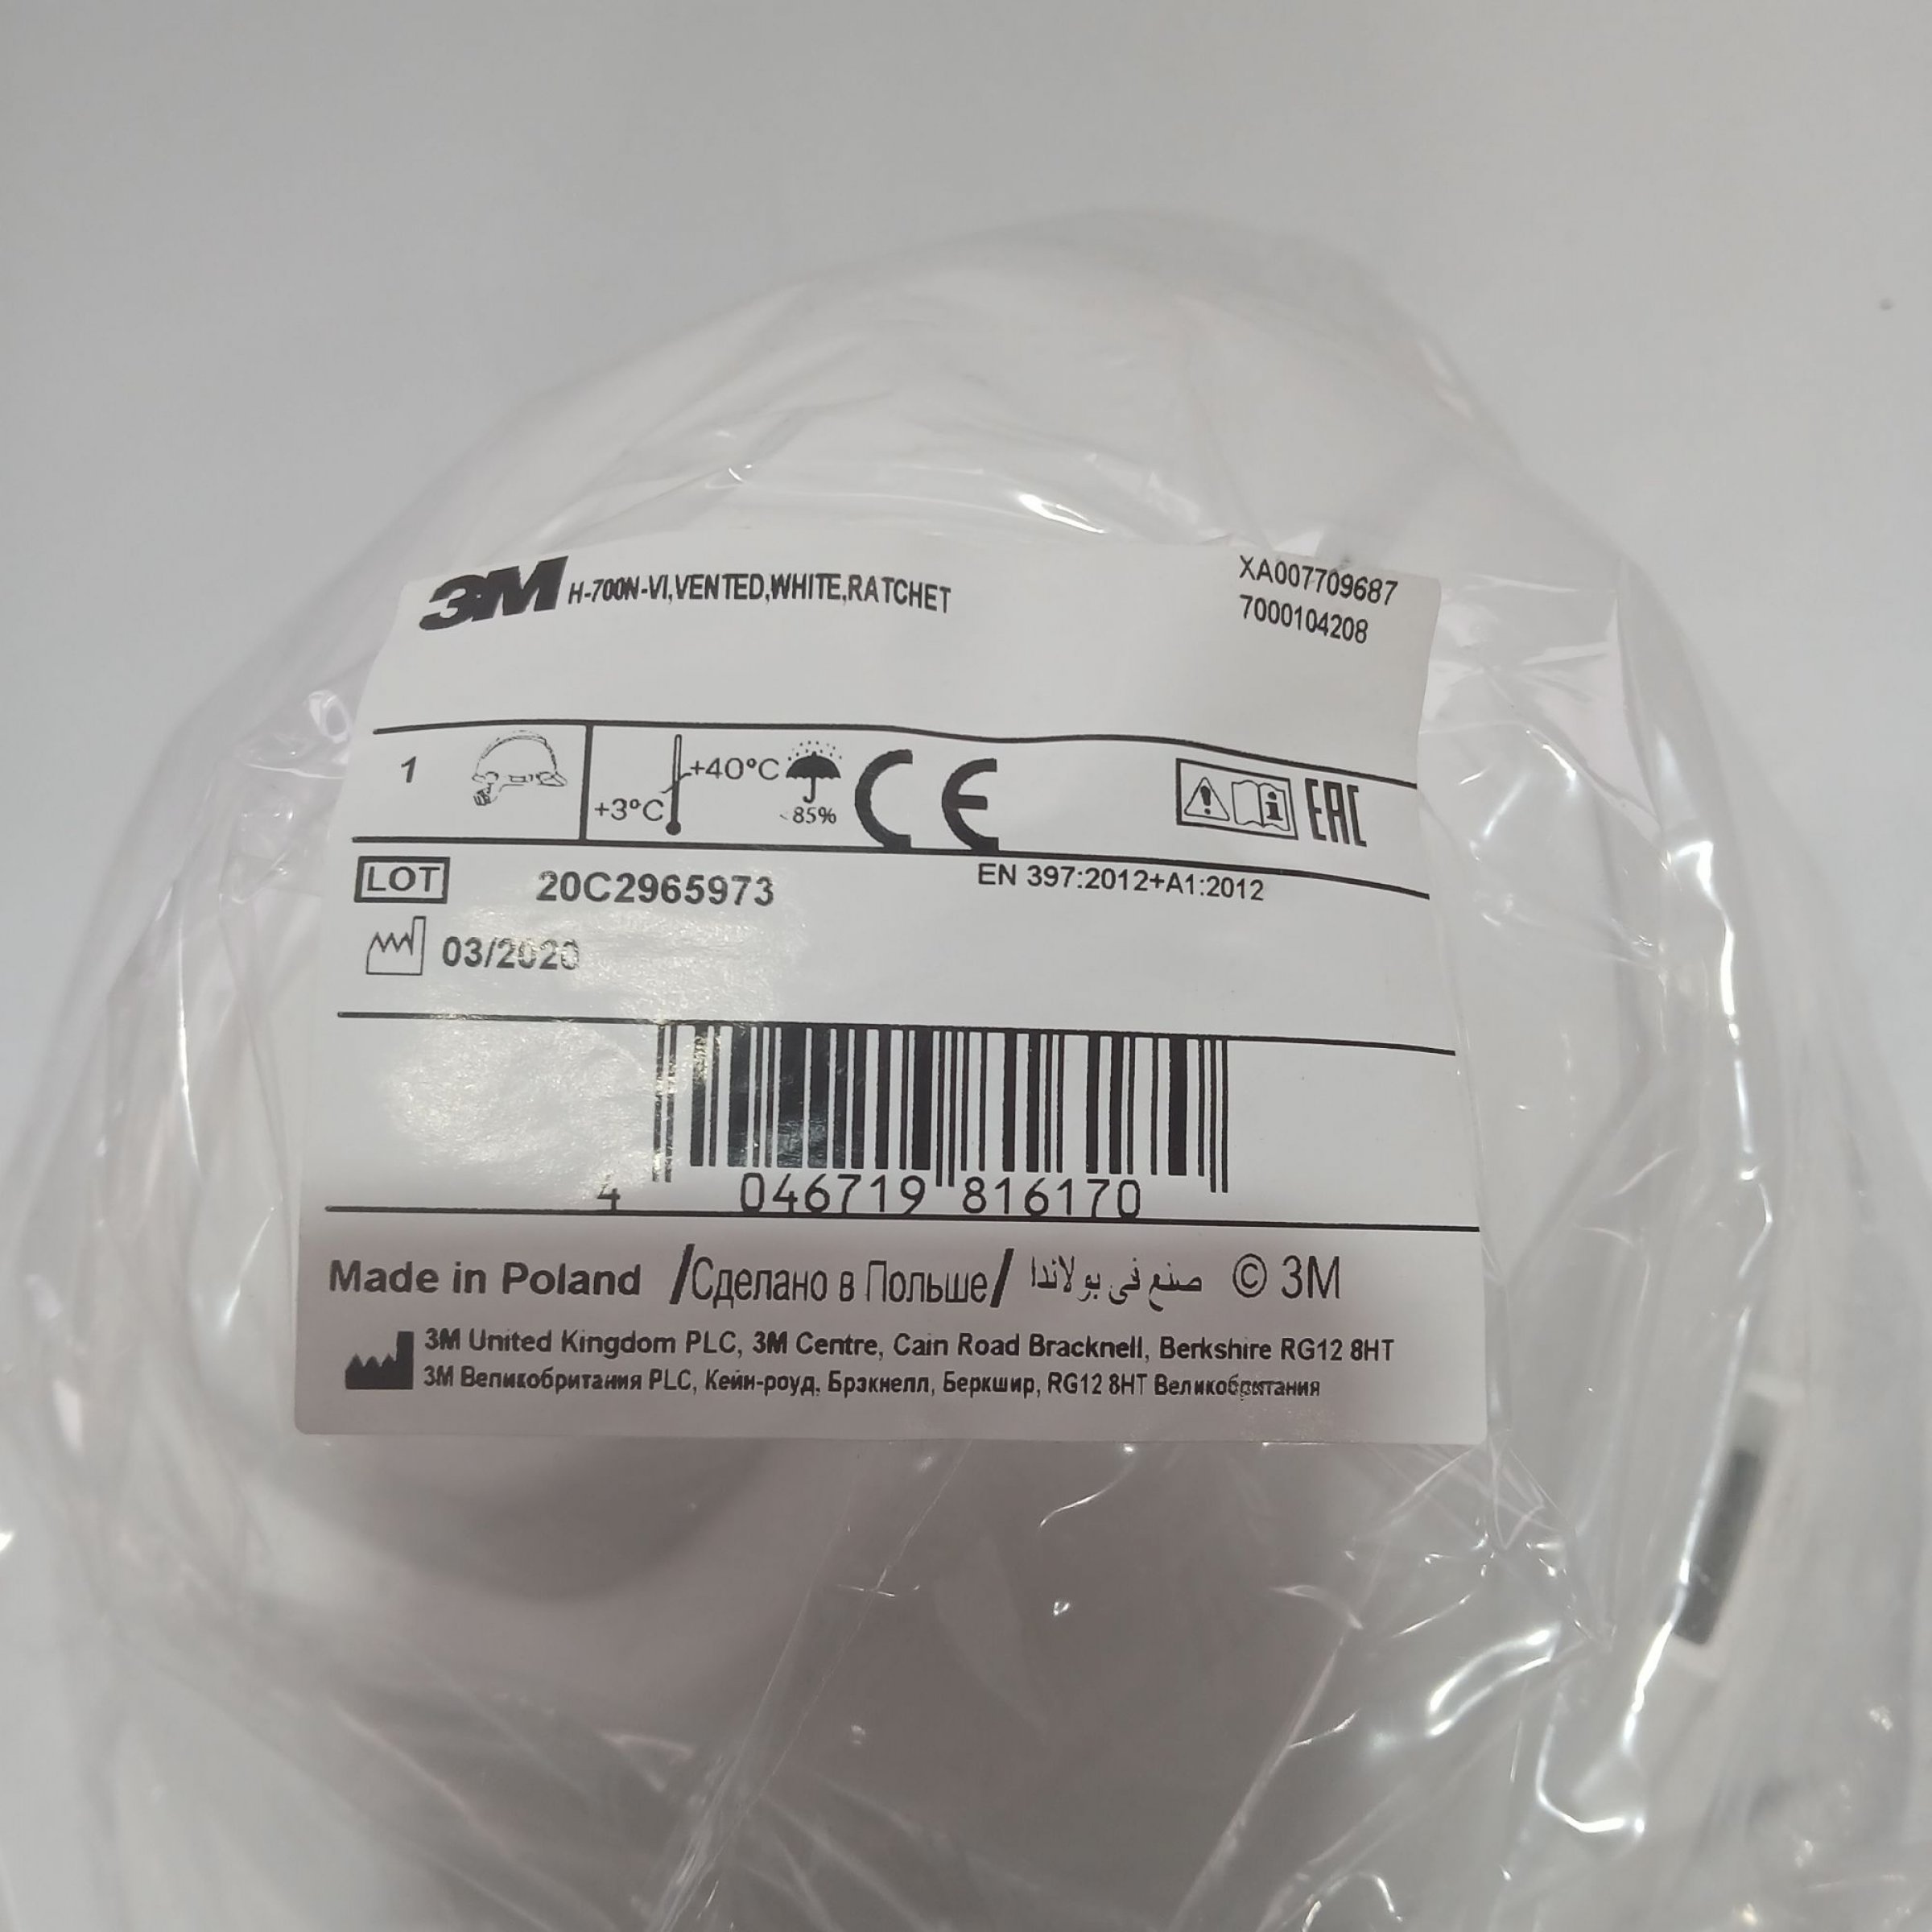 3M H-700N-VI,VENTED,WHITE,RATCHET
XA007709687
7000104208
1
+3°C
+40°C
<85%
CE
i
EAC
LOT 20C2965973
EN 397:2012+A1:2012
03/2020
4 046719 816170
Made in Poland /Сделано в Польше/ صنع في بولاندا © 3M
3M United Kingdom PLC, 3M Centre, Cain Road Bracknell, Berkshire RG12 8HT
3М Великобритания PLC, Кейн-роуд, Брэкнелл, Беркшир, RG12 8HT Великобритания